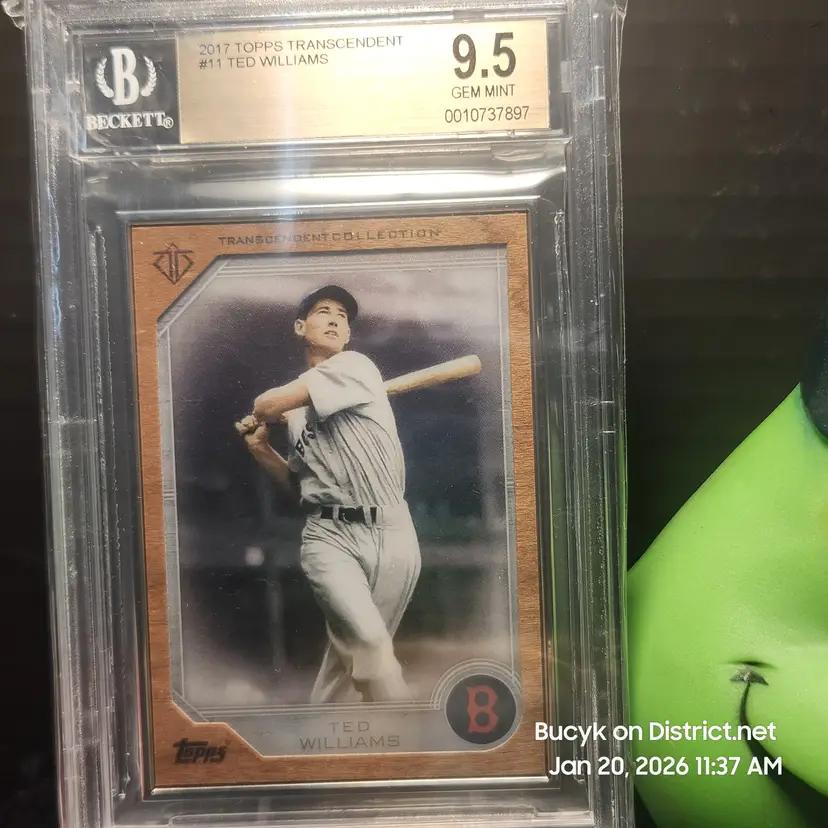 2017 TOPPS TRANSCENDENT
#11 TED WILLIAMS
9.5
GEM MINT
0010737897
B
BECKETT®
TRANSCENDENT COLLECTION
BOS
B
TED
WILLIAMS
TOPPS
Bucyk on District.net
Jan 20, 2026 11:37 AM